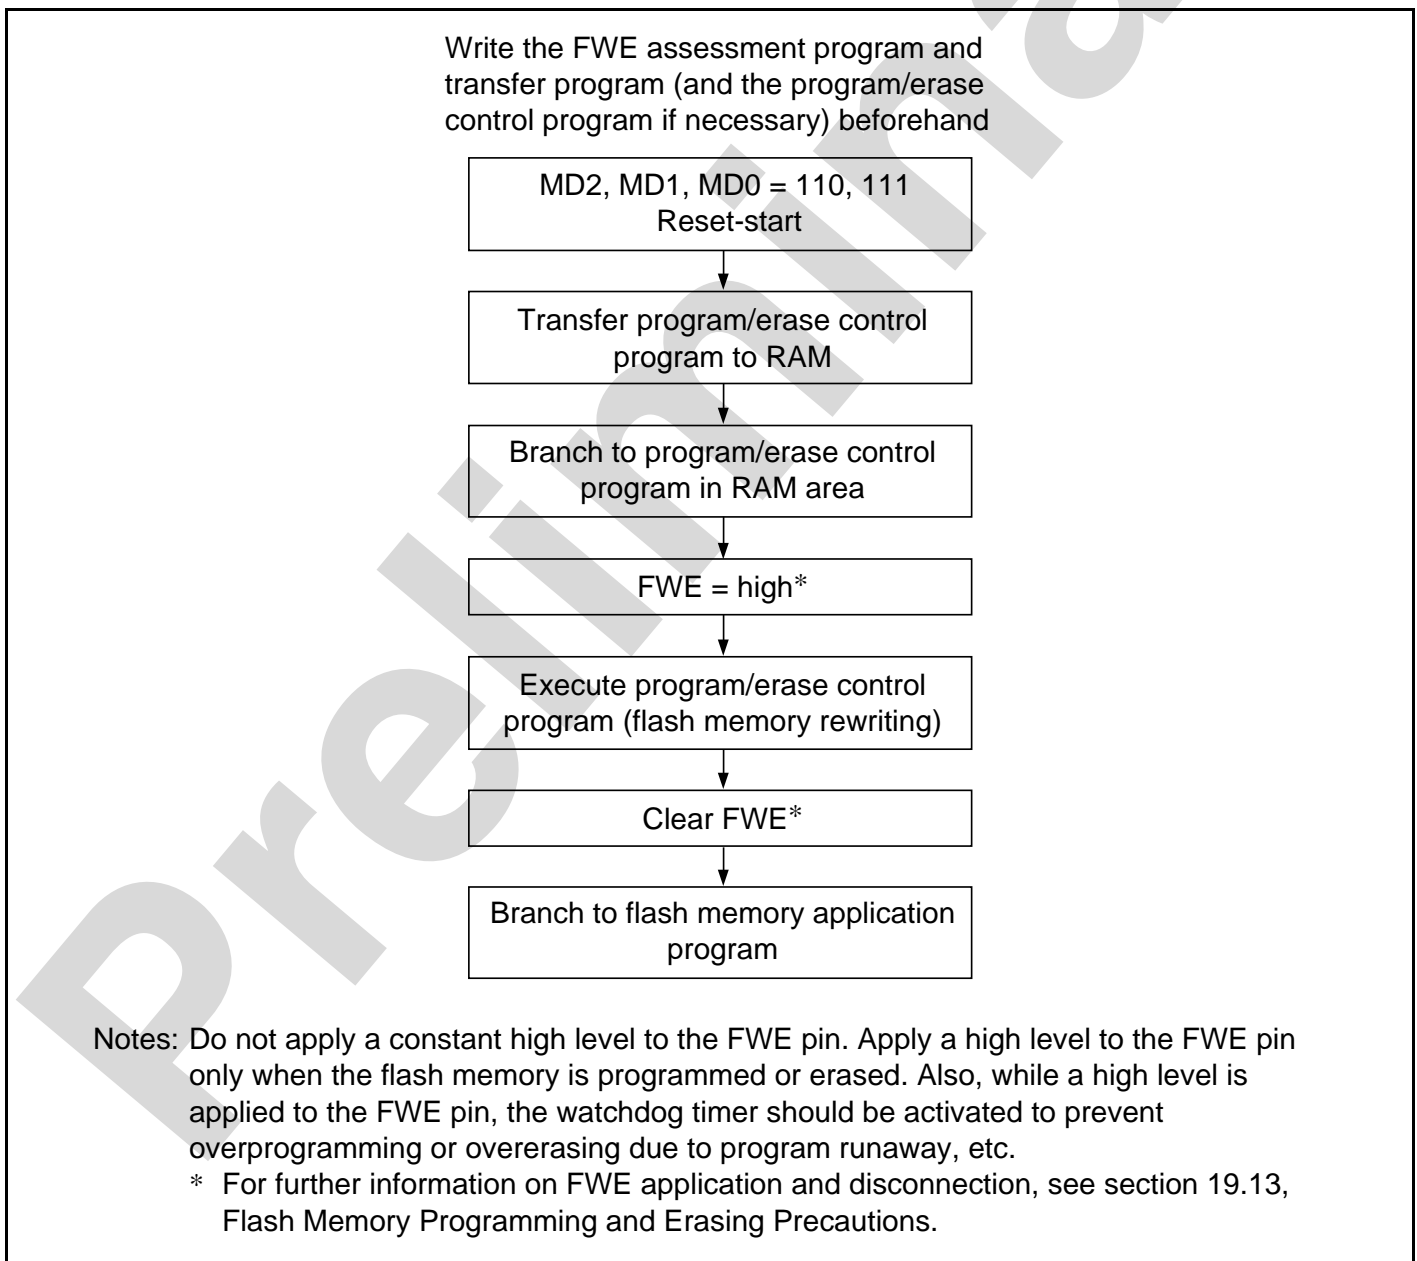 Write the FWE assessment program and
transfer program (and the program/erase
control program if necessary) beforehand
MD2, MD1, MD0 = 110, 111
Reset-start
Transfer program/erase control
program to RAM
Branch to program/erase control
program in RAM area
FWE = high*
Execute program/erase control
program (flash memory rewriting)
Clear FWE*
Branch to flash memory application
program
Notes: Do not apply a constant high level to the FWE pin. Apply a high level to the FWE pin
only when the flash memory is programmed or erased. Also, while a high level is
applied to the FWE pin, the watchdog timer should be activated to prevent
overprogramming or overerasing due to program runaway, etc.
* For further information on FWE application and disconnection, see section 19.13,
Flash Memory Programming and Erasing Precautions.
Prelimina